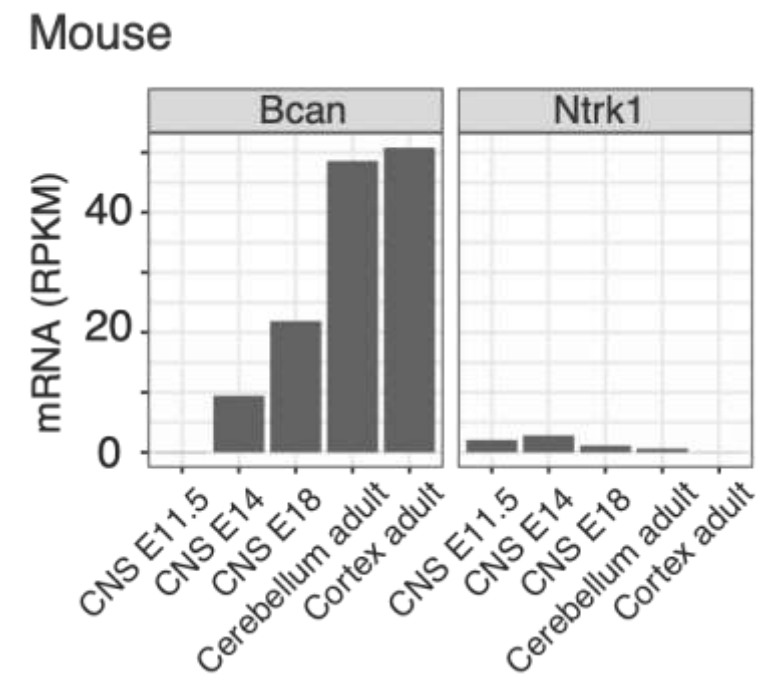 Mouse
Bcan
Ntrk1
mRNA (RPKM)
40
20
0
CNS E11.5
CNS E14
CNS E18
Cerebellum adult
Cortex adult
CNS E11.5
CNS E14
CNS E18
Cerebellum adult
Cortex adult